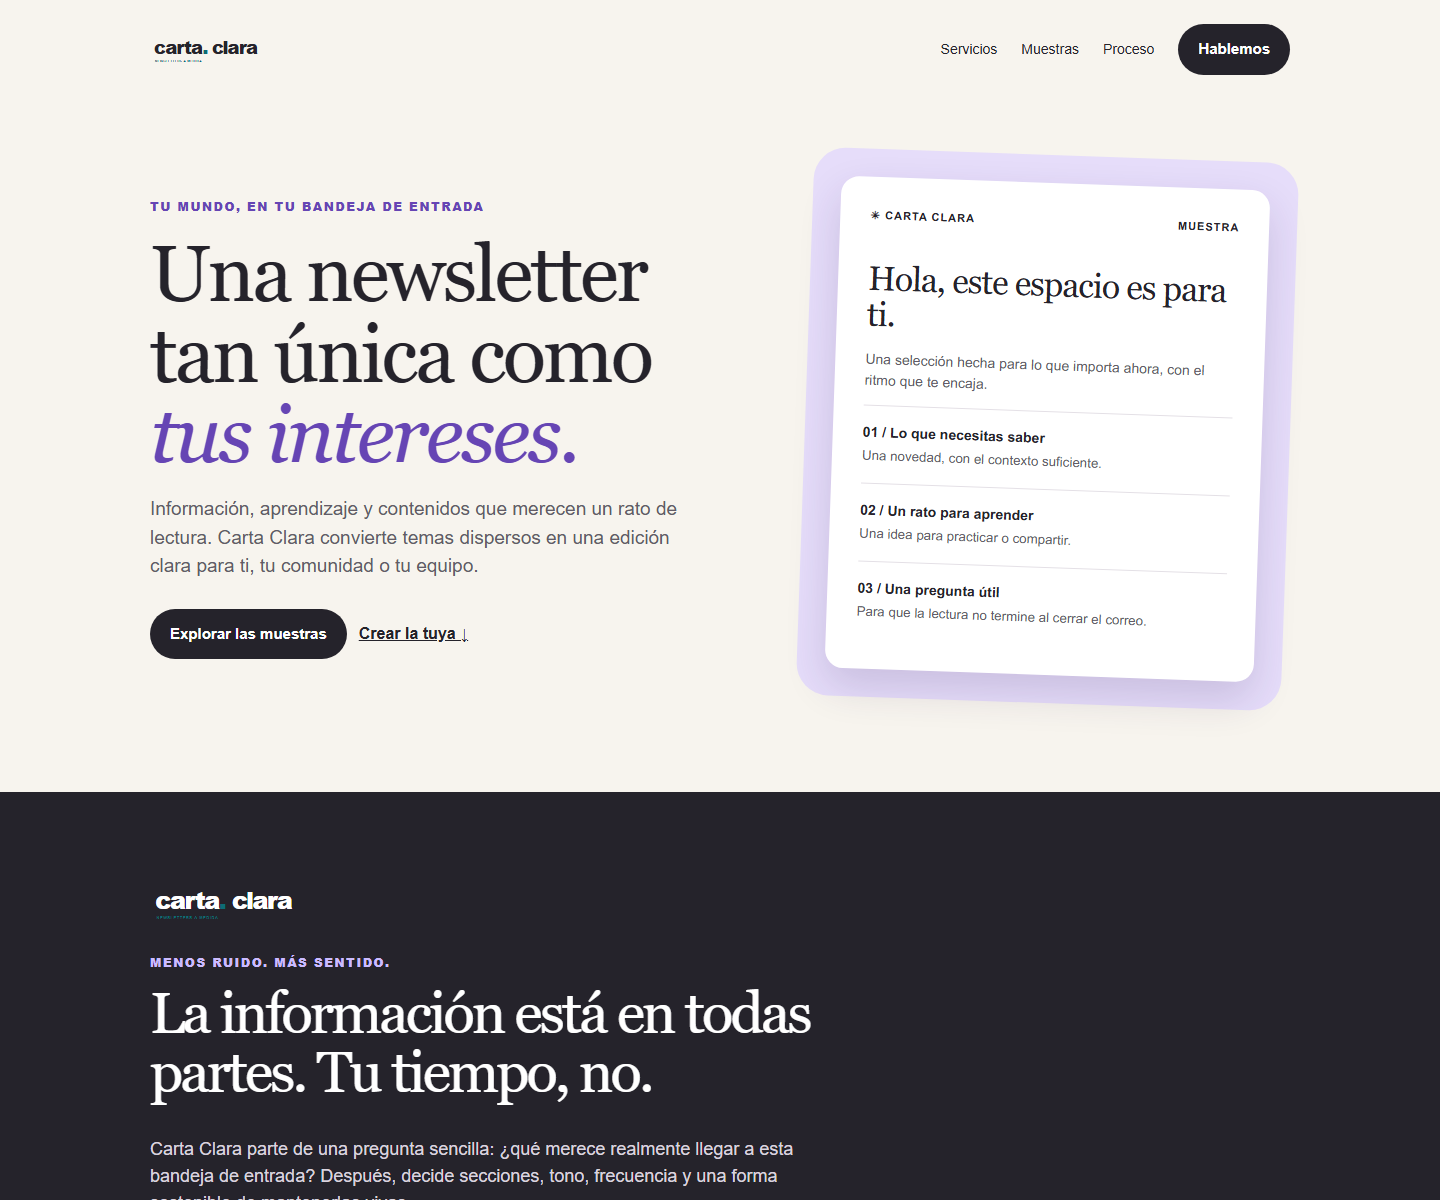 carta. clara
Servicios
Muestras
Proceso
Hablemos
TU MUNDO, EN TU BANDEJA DE ENTRADA
Una newsletter
tan única como
tus intereses.
Información, aprendizaje y contenidos que merecen un rato de
lectura. Carta Clara convierte temas dispersos en una edición
clara para ti, tu comunidad o tu equipo.
Explorar las muestras
Crear la tuya ↓
✳ CARTA CLARA
MUESTRA
Hola, este espacio es para
ti.
Una selección hecha para lo que importa ahora, con el
ritmo que te encaja.
01 / Lo que necesitas saber
Una novedad, con el contexto suficiente.
02 / Un rato para aprender
Una idea para practicar o compartir.
03 / Una pregunta útil
Para que la lectura no termine al cerrar el correo.
carta. clara
MENOS RUIDO. MÁS SENTIDO.
La información está en todas
partes. Tu tiempo, no.
Carta Clara parte de una pregunta sencilla: ¿qué merece realmente llegar a esta
bandeja de entrada? Después, decide secciones, tono, frecuencia y una forma